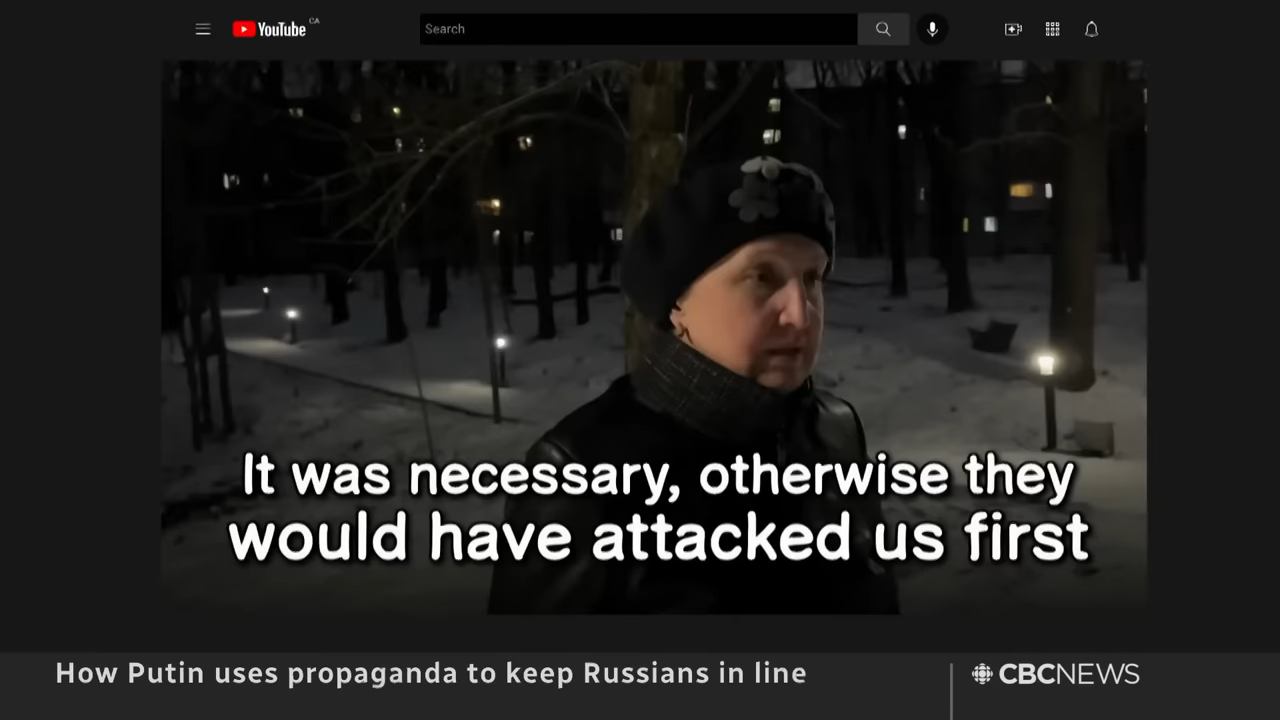 YouTube CA
Search
It was necessary, otherwise they
would have attacked us first
How Putin uses propaganda to keep Russians in line
CBCNEWS